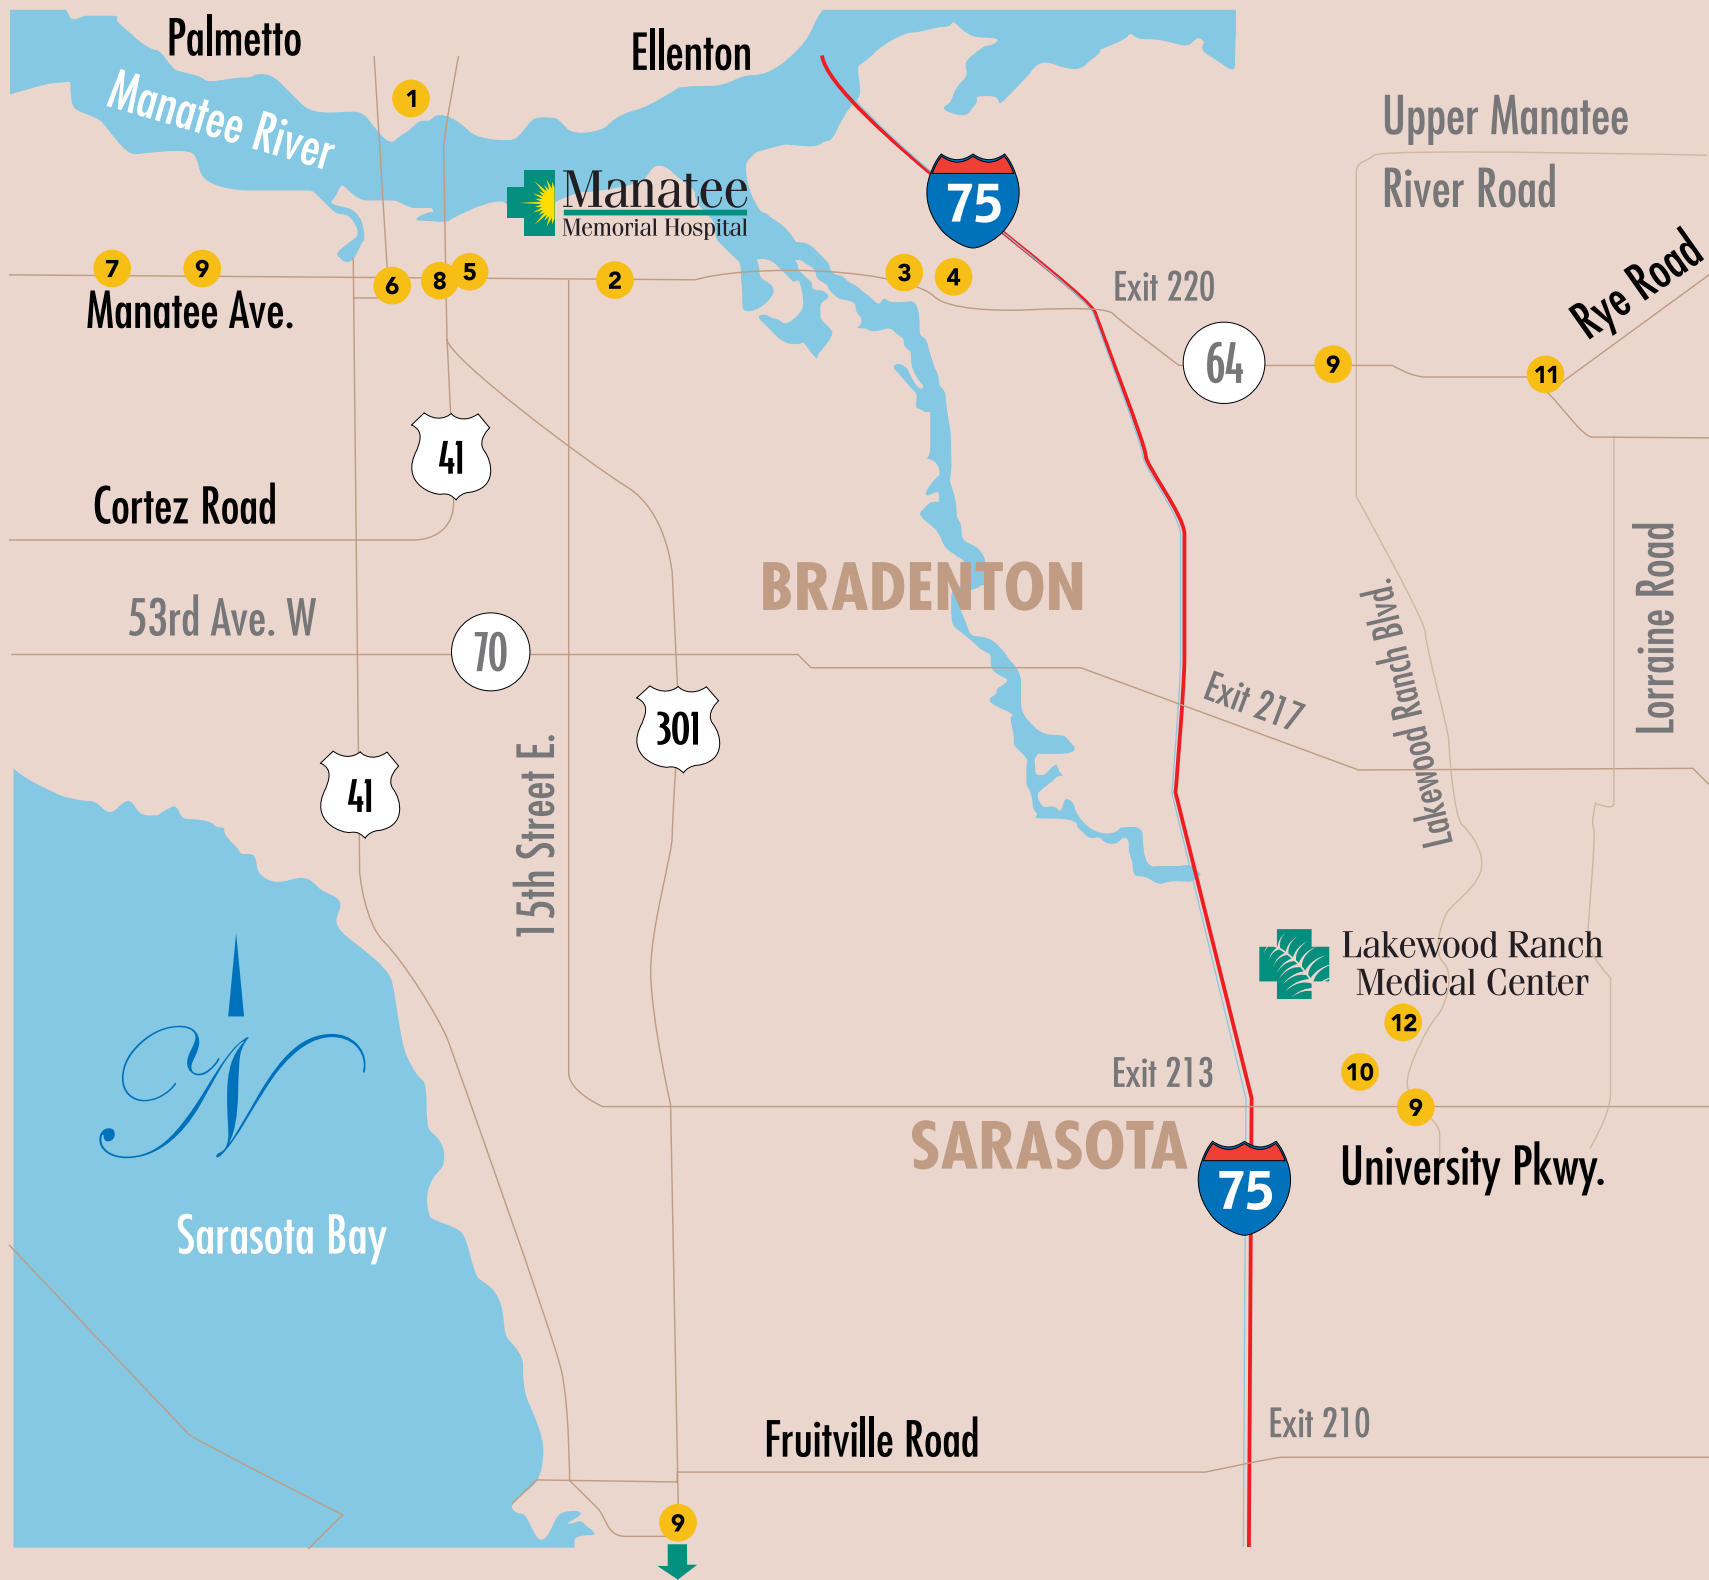 Palmetto
Ellenton
1
Manatee River
Upper Manatee
River Road
Manatee
Memorial Hospital
75
7
9
6
8
5
2
3
4
Exit 220
Manatee Ave.
Rye Road
64
9
11
41
Cortez Road
BRADENTON
53rd Ave. W
70
Lakewood Ranch Blvd.
Lorraine Road
Exit 217
301
41
15th Street E.
Lakewood Ranch
Medical Center
12
N
Exit 213
10
9
SARASOTA
University Pkwy.
75
Sarasota Bay
Fruitville Road
Exit 210
9